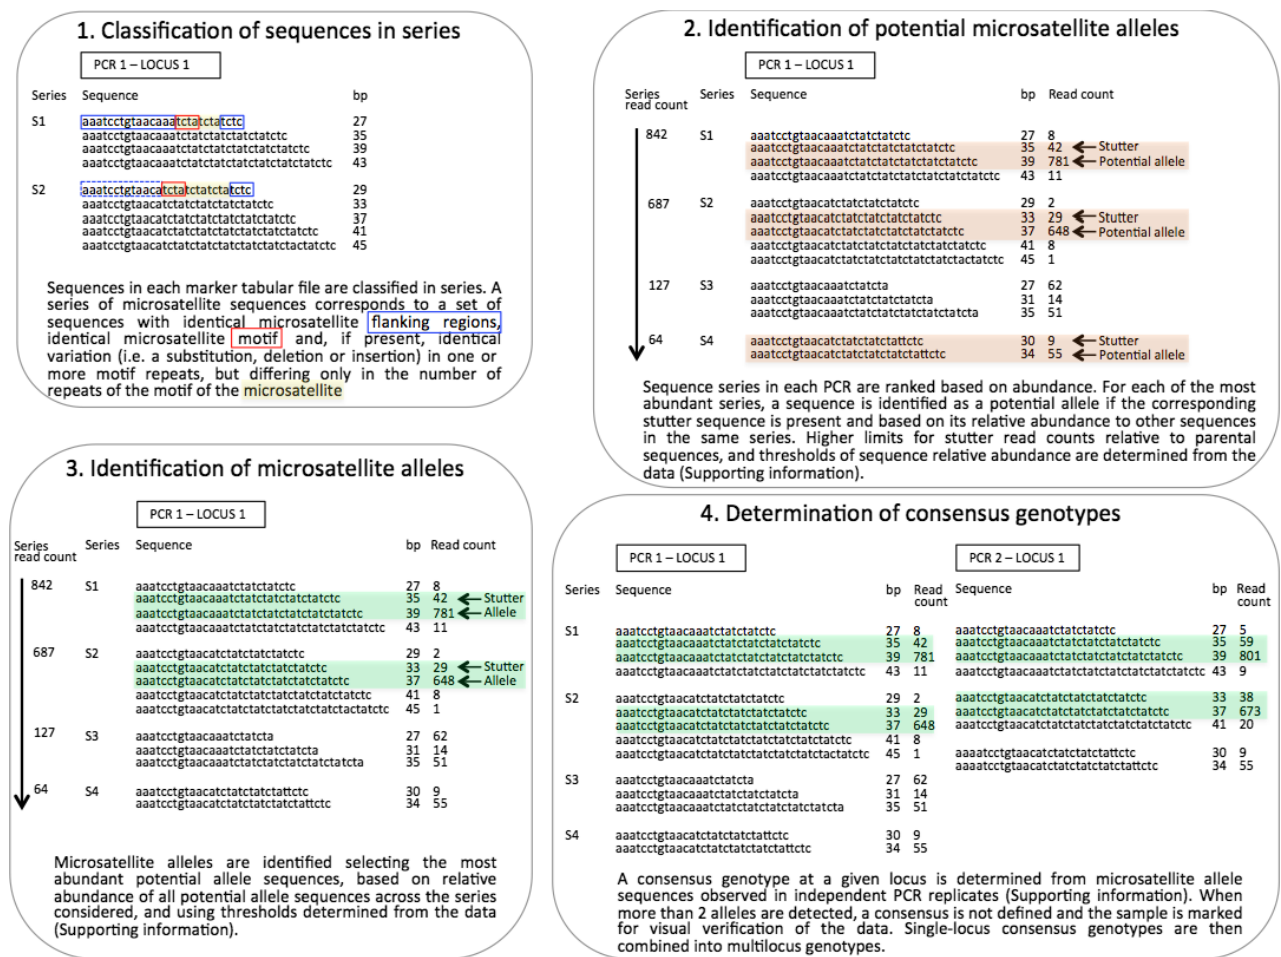 1. Classification of sequences in series
PCR 1 – LOCUS 1
Series Sequence bp
S1 aaatcctgtaacaaatctatctatctc 27
aaatcctgtaacaaatctatctatctatctatctc 35
aaatcctgtaacaaatctatctatctatctatctatctc 39
aaatcctgtaacaaatctatctatctatctatctatctatctc 43
S2 aaatcctgtaacatctatctatctatctc 29
aaatcctgtaacatctatctatctatctatctc 33
aaatcctgtaacatctatctatctatctatctatctc 37
aaatcctgtaacatctatctatctatctatctatctatctc 41
aaatcctgtaacatctatctatctatctatctatctactatctc 45
Sequences in each marker tabular file are classified in series. A
series of microsatellite sequences corresponds to a set of
sequences with identical microsatellite flanking regions,
identical microsatellite motif and, if present, identical
variation (i.e. a substitution, deletion or insertion) in one or
more motif repeats, but differing only in the number of
repeats of the motif of the microsatellite
2. Identification of potential microsatellite alleles
PCR 1 – LOCUS 1
Series
read count Series Sequence bp Read count
842 S1 aaatcctgtaacaaatctatctatctc 27 8
aaatcctgtaacaaatctatctatctatctatctc 35 42 Stutter
aaatcctgtaacaaatctatctatctatctatctatctc 39 781 Potential allele
aaatcctgtaacaaatctatctatctatctatctatctatctc 43 11
687 S2 aaatcctgtaacatctatctatctatctc 29 2
aaatcctgtaacatctatctatctatctatctc 33 29 Stutter
aaatcctgtaacatctatctatctatctatctatctc 37 648 Potential allele
aaatcctgtaacatctatctatctatctatctatctatctc 41 8
aaatcctgtaacatctatctatctatctatctatctactatctc 45 1
127 S3 aaatcctgtaacaaatctatcta 27 62
aaatcctgtaacaaatctatctatctatcta 31 14
aaatcctgtaacaaatctatctatctatctatctatcta 35 51
64 S4 aaatcctgtaacatctatctatctattctc 30 9 Stutter
aaatcctgtaacatctatctatctatctattctc 34 55 Potential allele
Sequence series in each PCR are ranked based on abundance. For each of the most
abundant series, a sequence is identified as a potential allele if the corresponding
stutter sequence is present and based on its relative abundance to other sequences
in the same series. Higher limits for stutter read counts relative to parental
sequences, and thresholds of sequence relative abundance are determined from the
data (Supporting information).
3. Identification of microsatellite alleles
PCR 1 – LOCUS 1
Series
read count Series Sequence bp Read count
842 S1 aaatcctgtaacaaatctatctatctc 27 8
aaatcctgtaacaaatctatctatctatctatctc 35 42 Stutter
aaatcctgtaacaaatctatctatctatctatctatctc 39 781 Allele
aaatcctgtaacaaatctatctatctatctatctatctatctc 43 11
687 S2 aaatcctgtaacatctatctatctatctc 29 2
aaatcctgtaacatctatctatctatctatctc 33 29 Stutter
aaatcctgtaacatctatctatctatctatctatctc 37 648 Allele
aaatcctgtaacatctatctatctatctatctatctatctc 41 8
aaatcctgtaacatctatctatctatctatctatctactatctc 45 1
127 S3 aaatcctgtaacaaatctatcta 27 62
aaatcctgtaacaaatctatctatctatcta 31 14
aaatcctgtaacaaatctatctatctatctatctatcta 35 51
64 S4 aaatcctgtaacatctatctatctattctc 30 9
aaatcctgtaacatctatctatctatctattctc 34 55
Microsatellite alleles are identified selecting the most
abundant potential allele sequences, based on relative
abundance of all potential allele sequences across the series
considered, and using thresholds determined from the data
(Supporting information).
4. Determination of consensus genotypes
PCR 1 – LOCUS 1 PCR 2 – LOCUS 1
Series Sequence bp Read count Sequence bp Read count
S1 aaatcctgtaacaaatctatctatctc 27 8 aaatcctgtaacaaatctatctatctc 27 5
aaatcctgtaacaaatctatctatctatctatctc 35 42 aaatcctgtaacaaatctatctatctatctatctc 35 59
aaatcctgtaacaaatctatctatctatctatctatctc 39 781 aaatcctgtaacaaatctatctatctatctatctatctc 39 801
aaatcctgtaacaaatctatctatctatctatctatctatctc 43 11 aaatcctgtaacaaatctatctatctatctatctatctatctc 43 9
S2 aaatcctgtaacatctatctatctatctc 29 2 aaatcctgtaacatctatctatctatctatctc 33 38
aaatcctgtaacatctatctatctatctatctc 33 29 aaatcctgtaacatctatctatctatctatctatctc 37 673
aaatcctgtaacatctatctatctatctatctatctc 37 648 aaatcctgtaacatctatctatctatctatctatctatctc 41 20
aaatcctgtaacatctatctatctatctatctatctatctc 41 8
aaatcctgtaacatctatctatctatctatctatctactatctc 45 1 aaaatcctgtaacatctatctatctattctc 30 9
aaaatcctgtaacatctatctatctatctattctc 34 55
S3 aaatcctgtaacaaatctatcta 27 62
aaatcctgtaacaaatctatctatctatcta 31 14
aaatcctgtaacaaatctatctatctatctatctatcta 35 51
S4 aaatcctgtaacatctatctatctattctc 30 9
aaatcctgtaacatctatctatctatctattctc 34 55
A consensus genotype at a given locus is determined from microsatellite allele
sequences observed in independent PCR replicates (Supporting information). When
more than 2 alleles are detected, a consensus is not defined and the sample is marked
for visual verification of the data. Single-locus consensus genotypes are then
combined into multilocus genotypes.